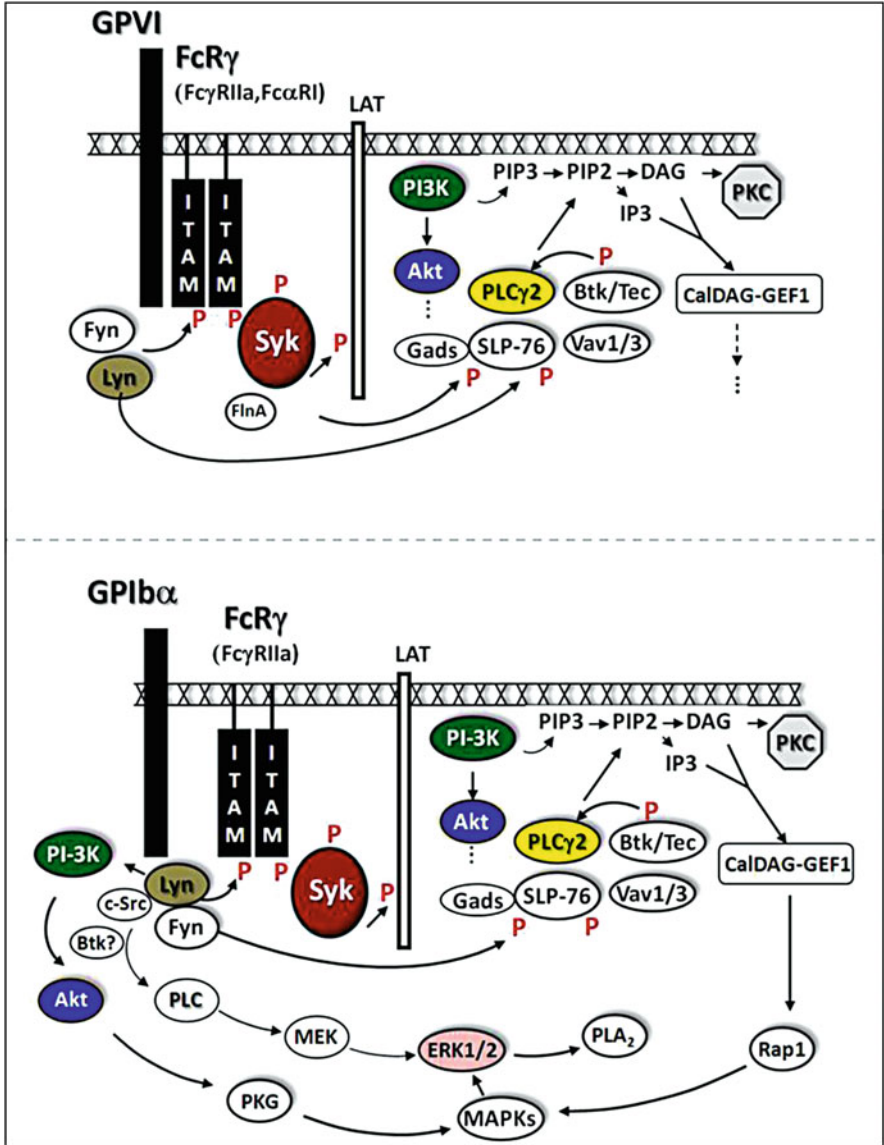 GPVI
FcRγ
(FcγRIIa,FcαRI)
LAT
PI3K
PIP3
PIP2
DAG
PKC
IP3
I
T
A
M
I
T
A
M
Akt
P
P
PLCγ2
Btk/Tec
CalDAG-GEF1
Fyn
P
P
Syk
P
Gads
SLP-76
Vav1/3
Lyn
FlnA
P
P
GPIbα
FcRγ
(FcγRIIa)
LAT
PI-3K
PIP3
PIP2
DAG
PKC
IP3
I
T
A
M
I
T
A
M
Akt
P
P
PLCγ2
Btk/Tec
CalDAG-GEF1
PI-3K
Lyn
P
P
Syk
P
Gads
SLP-76
Vav1/3
c-Src
Fyn
P
P
Btk?
Akt
PLC
MEK
ERK1/2
PLA2
Rap1
PKG
MAPKs